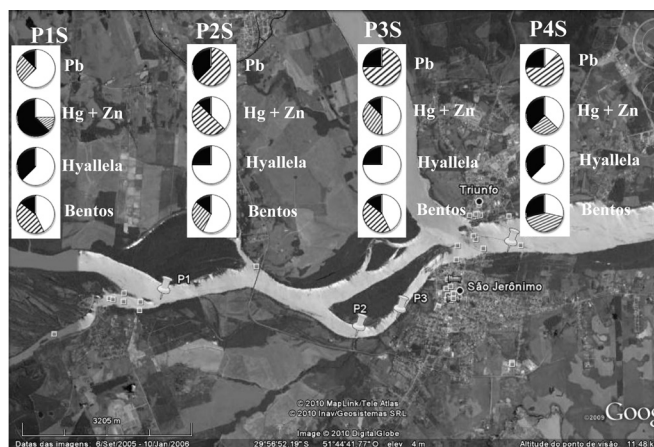 P1S
P2S
P3S
P4S
Pb
Pb
Pb
Pb
Hg + Zn
Hg + Zn
Hg + Zn
Hg + Zn
Hyallela
Hyallela
Hyallela
Hyallela
Bentos
Bentos
Bentos
Bentos
Triunfo
P1
P2
P3
São Jerônimo
3205 m
© 2010 MapLink/Tele Atlas
© 2010 Inav/Geosistemas SRL
Image © 2010 DigitalGlobe
©2009 Goog
Datas das imagens: 6/Set/2005 - 10/Jan/2006
29°56'52.19" S 51°44'41.77" O elev 4 m
Altitude do ponto de visão 11.48 k